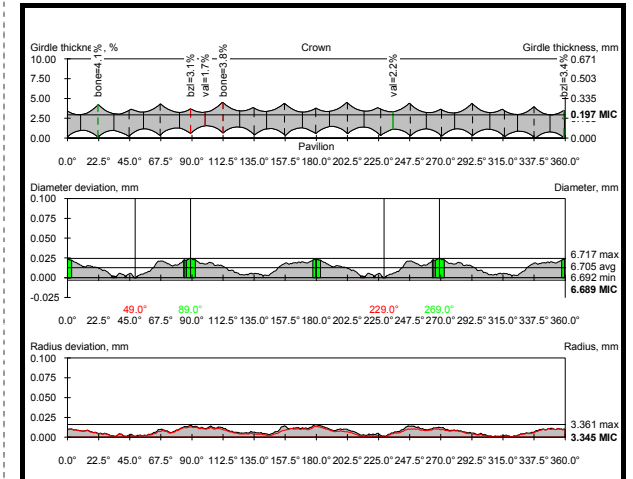 Girdle thickness, % Crown Girdle thickness, mm
bone=4.1% bzl=3.1% val=1.7% bone=3.8% val=2.2% bzl=3.4%
10.00 0.671
7.50 0.503
5.00 0.335
2.50 0.197 MIC
0.00 0.000
Pavilion
0.0° 22.5° 45.0° 67.5° 90.0° 112.5° 135.0° 157.5° 180.0° 202.5° 225.0° 247.5° 270.0° 292.5° 315.0° 337.5° 360.0°
Diameter deviation, mm Diameter, mm
0.100
0.075
0.050
0.025 6.717 max
6.705 avg
0.000 6.692 min
6.689 MIC
-0.025
49.0° 89.0° 229.0° 269.0°
0.0° 22.5° 45.0° 67.5° 90.0° 112.5° 135.0° 157.5° 180.0° 202.5° 225.0° 247.5° 270.0° 292.5° 315.0° 337.5° 360.0°
Radius deviation, mm Radius, mm
0.100
0.075
0.050
0.025
3.361 max
0.000 3.345 MIC
0.0° 22.5° 45.0° 67.5° 90.0° 112.5° 135.0° 157.5° 180.0° 202.5° 225.0° 247.5° 270.0° 292.5° 315.0° 337.5° 360.0°